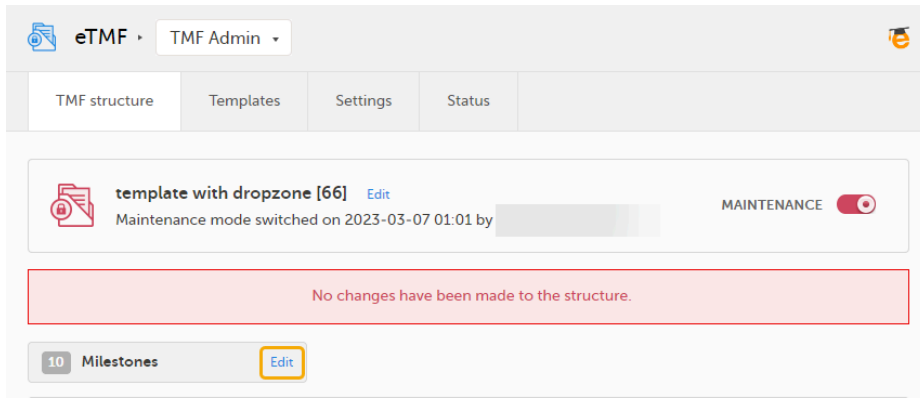 eTMF
TMF Admin
TMF structure Templates Settings Status
template with dropzone [66] Edit
Maintenance mode switched on 2023-03-07 01:01 by
MAINTENANCE
No changes have been made to the structure.
10 Milestones Edit